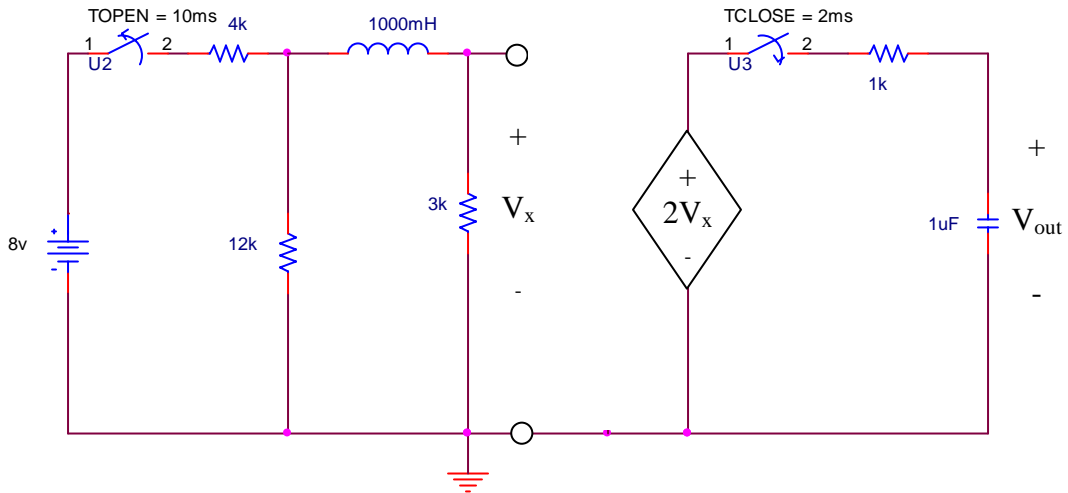 TOPEN = 10ms
4k
1000mH
TCLOSE = 2ms
1 2
U2
1 2
U3
1k
+
+
+
8v
+
-
12k
3k
Vx
2Vx
1uF
Vout
-
-
-